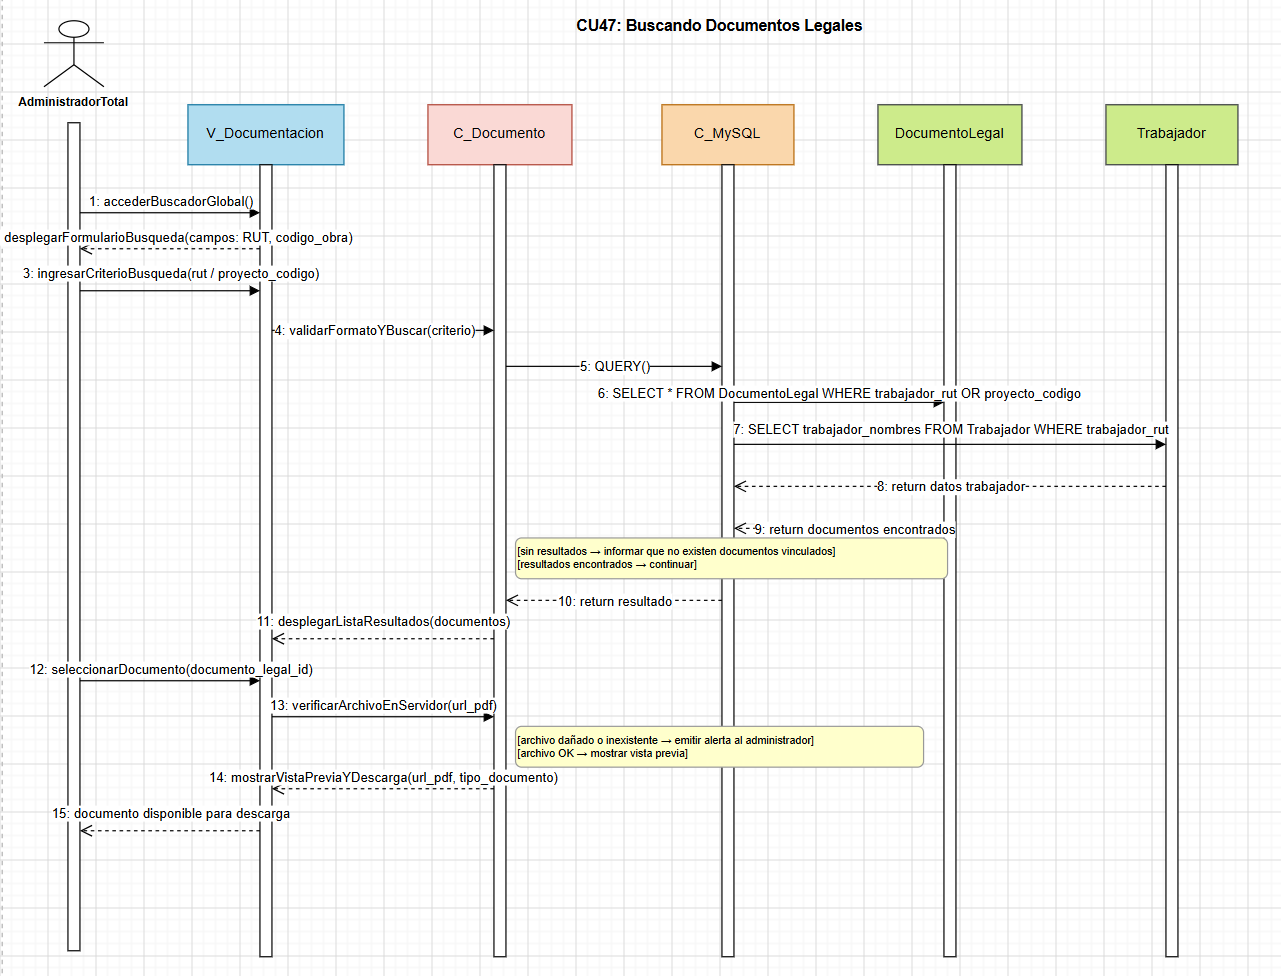 CU47: Buscando Documentos Legales
AdministradorTotal
V_Documentacion
C_Documento
C_MySQL
DocumentoLegal
Trabajador
1: accederBuscadorGlobal()
desplegarFormularioBusqueda(campos: RUT, codigo_obra)
3: ingresarCriterioBusqueda(rut / proyecto_codigo)
4: validarFormatoYBuscar(criterio)
5: QUERY()
6: SELECT * FROM DocumentoLegal WHERE trabajador_rut OR proyecto_codigo
7: SELECT trabajador_nombres FROM Trabajador WHERE trabajador_rut
8: return datos trabajador
9: return documentos encontrados
[sin resultados → informar que no existen documentos vinculados]
[resultados encontrados → continuar]
10: return resultado
11: desplegarListaResultados(documentos)
12: seleccionarDocumento(documento_legal_id)
13: verificarArchivoEnServidor(url_pdf)
[archivo dañado o inexistente → emitir alerta al administrador]
[archivo OK → mostrar vista previa]
14: mostrarVistaPreviaYDescarga(url_pdf, tipo_documento)
15: documento disponible para descarga